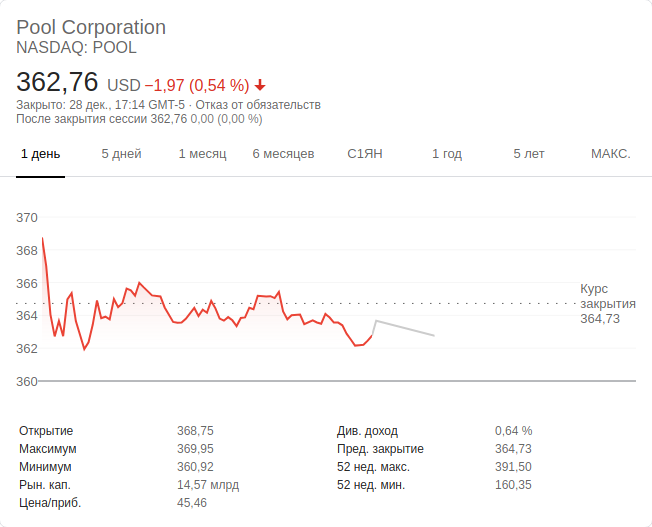 Pool Corporation
NASDAQ: POOL
362,76 USD −1,97 (0,54 %)
Закрыто: 28 дек., 17:14 GMT-5 · Отказ от обязательств
После закрытия сессии 362,76 0,00 (0,00 %)
1 день 5 дней 1 месяц 6 месяцев С1ЯН 1 год 5 лет МАКС.
370
368
366
364
362
360
Курс
закрытия
364,73
Открытие 368,75 Див. доход 0,64 %
Максимум 369,95 Пред. закрытие 364,73
Минимум 360,92 52 нед. макс. 391,50
Рын. кап. 14,57 млрд 52 нед. мин. 160,35
Цена/приб. 45,46